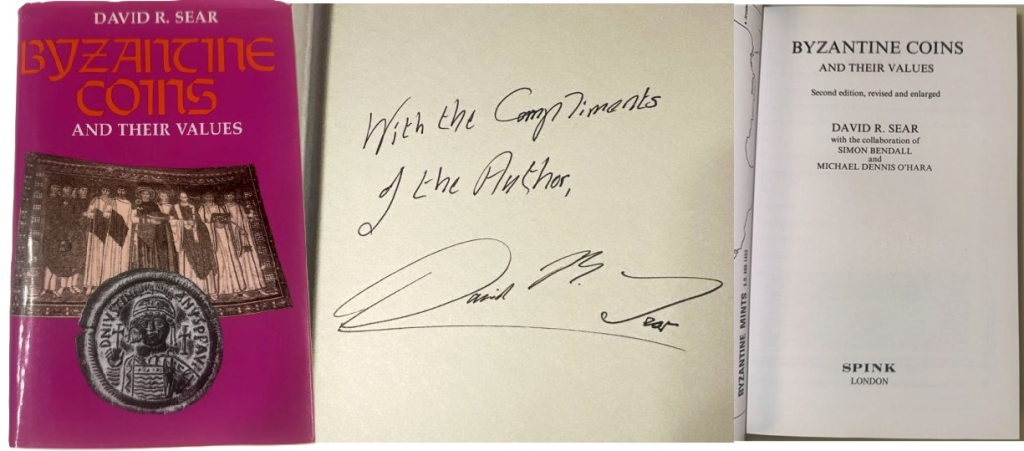 DAVID R. SEAR
BYZANTINE
COINS
AND THEIR VALUES
With the Compliments
of the Author,
David R. Sear
BYZANTINE MINTS
BYZANTINE COINS
AND THEIR VALUES
Second edition, revised and enlarged
DAVID R. SEAR
with the collaboration of
SIMON BENDALL
and
MICHAEL DENNIS O'HARA
SPINK
LONDON